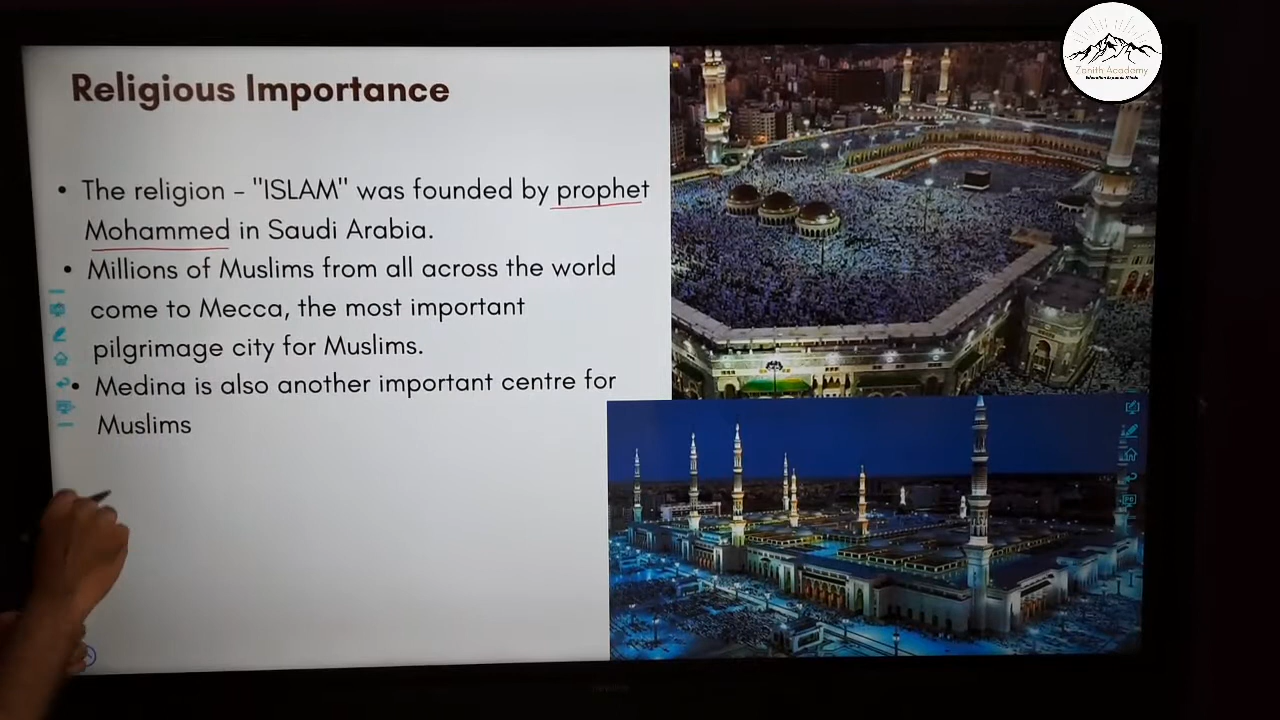 Zenith Academy
Religious Importance
• The religion - "ISLAM" was founded by prophet
Mohammed in Saudi Arabia.
• Millions of Muslims from all across the world
come to Mecca, the most important
pilgrimage city for Muslims.
• Medina is also another important centre for
Muslims